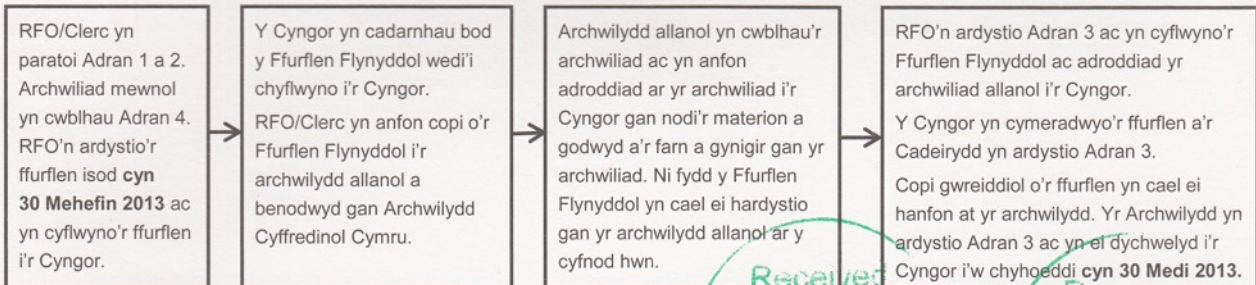 RFO/Clerc yn
paratoi Adran 1 a 2.
Archwiliad mewnol
yn cwblhau Adran 4.
RFO'n ardystio'r
ffurflen isod cyn
30 Mehefin 2013 ac
yn cyflwyno'r ffurflen
i'r Cyngor.
Y Cyngor yn cadarnhau bod
y Ffurflen Flynyddol wedi'i
chyflwyno i'r Cyngor.
RFO/Clerc yn anfon copi o'r
Ffurflen Flynyddol i'r
archwilydd allanol a
benodwyd gan Archwilydd
Cyffredinol Cymru.
Archwilydd allanol yn cwblhau'r
archwiliad ac yn anfon
adroddiad ar yr archwiliad i'r
Cyngor gan nodi'r materion a
godwyd a'r farn a gynigir gan yr
archwiliad. Ni fydd y Ffurflen
Flynyddol yn cael ei hardystio
gan yr archwilydd allanol ar y
cyfnod hwn.
RFO'n ardystio Adran 3 ac yn cyflwyno'r
Ffurflen Flynyddol ac adroddiad yr
archwiliad allanol i'r Cyngor.
Y Cyngor yn cymeradwyo'r ffurflen a'r
Cadeirydd yn ardystio Adran 3.
Copi gwreiddiol o'r ffurflen yn cael ei
hanfon at yr archwilydd. Yr Archwilydd yn
ardystio Adran 3 ac yn ei dychwelyd i'r
Cyngor i'w chyhoeddi cyn 30 Medi 2013.
Received